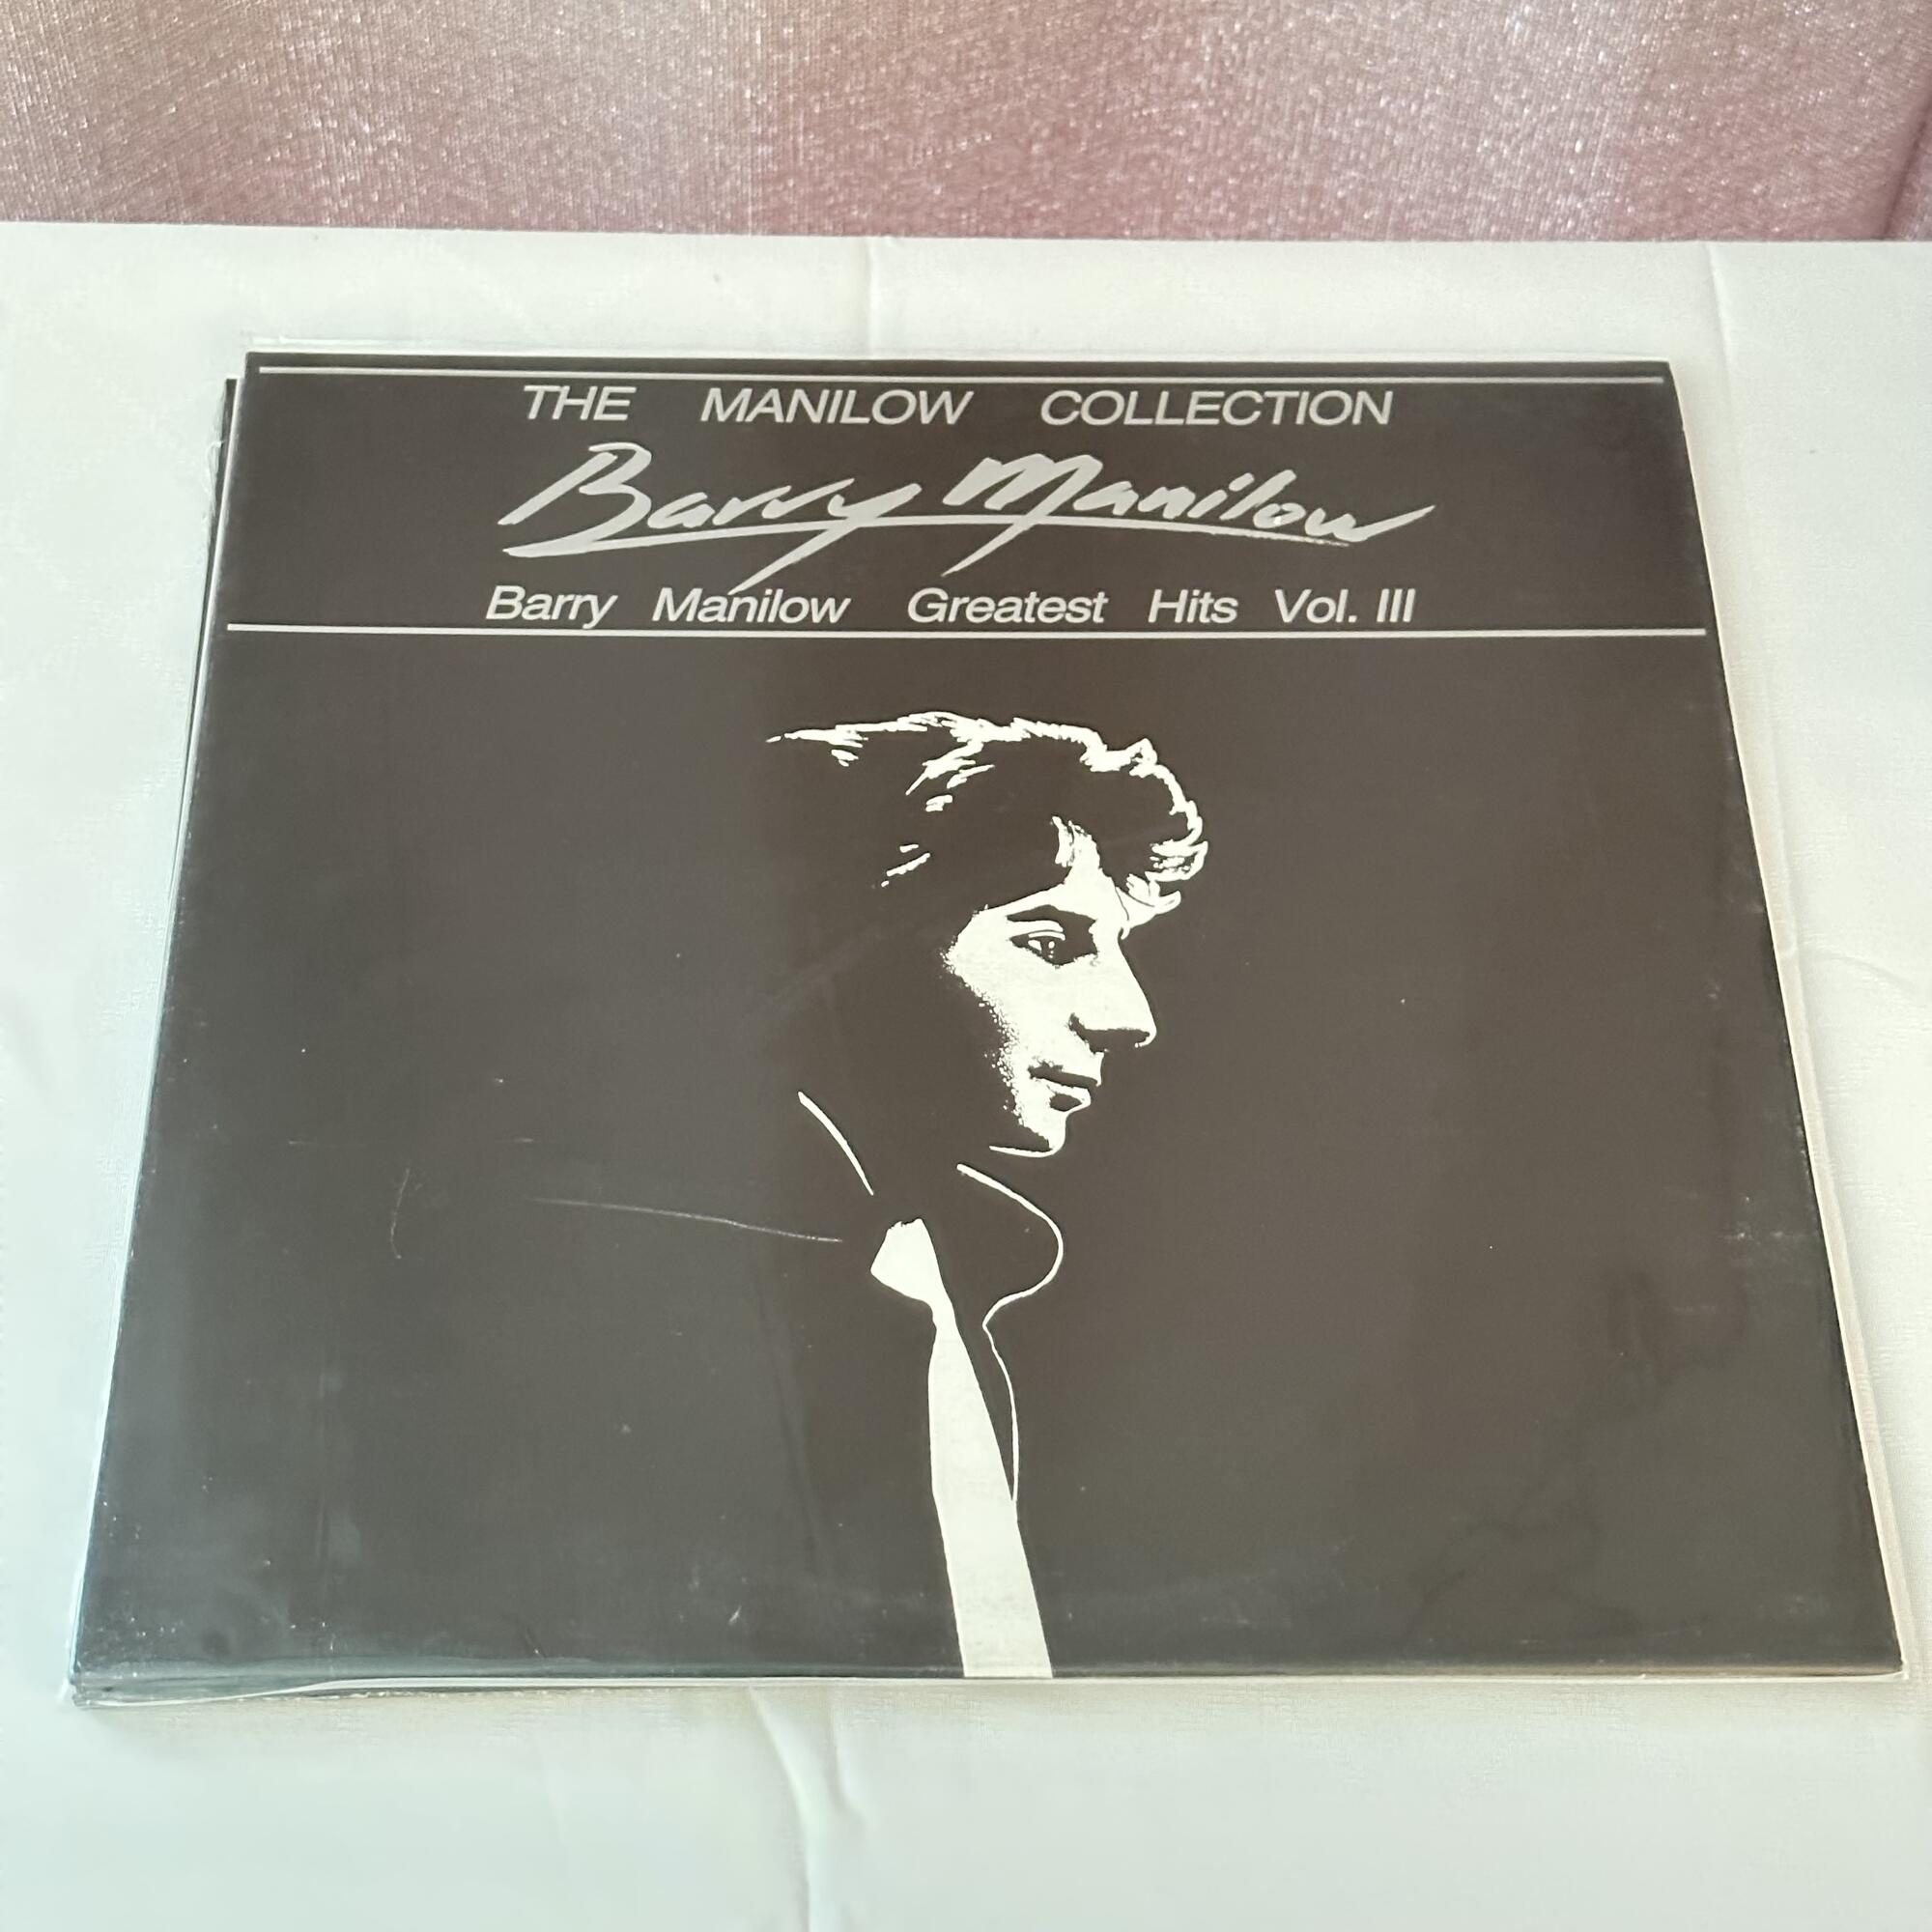 THE MANILOW COLLECTION
Barry Manilow
Barry Manilow Greatest Hits Vol. III